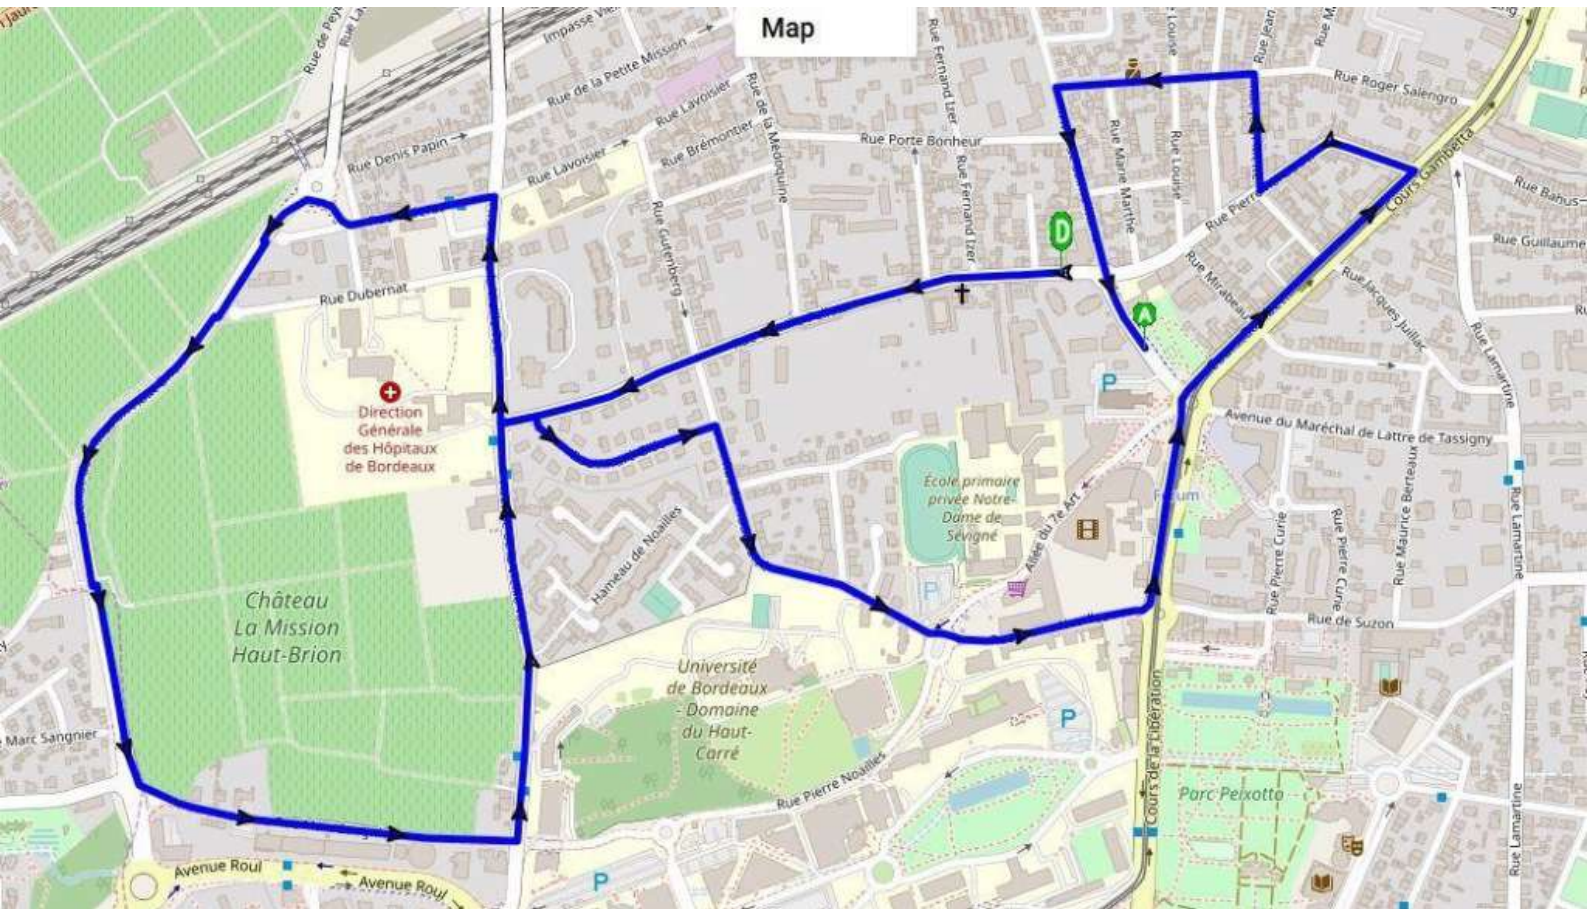 Map
Rue de la Petite Mission
Rue Fernand Izer
Rue Louise
Rue Roger Salengro
Rue Denis Papin
Rue Lavoisier
Rue Lavoisier
Rue Brémontier
Rue de la Médoquine
Rue Porte Bonheur
Rue Fernand Izer
Rue Marie Marthe
Rue Louise
Cours Gambetta
Rue Pierre
Rue Guillaume
Rue Gutenberg
D
Rue Mirabeau
Rue Jacques Juillac
Rue Lamartine
Rue Dubernat
A
P
Direction
Générale
des Hôpitaux
de Bordeaux
Avenue du Maréchal de Lattre de Tassigny
École primaire
privée Notre-
Dame de
Sévigné
Allée du 7e Art
Forum
Rue Pierre Curie
Rue Pierre Curie
Rue Maurice Berteaux
Rue Lamartine
Hameau de Noailles
P
Château
La Mission
Haut-Brion
Rue de Suzon
Université
de Bordeaux
- Domaine
du Haut-
Carré
P
Cours de la Libération
Marc Sangnier
Rue Pierre Noailles
Parc Peixotto
Rue Lamartine
Avenue Roul
Avenue Roul
P